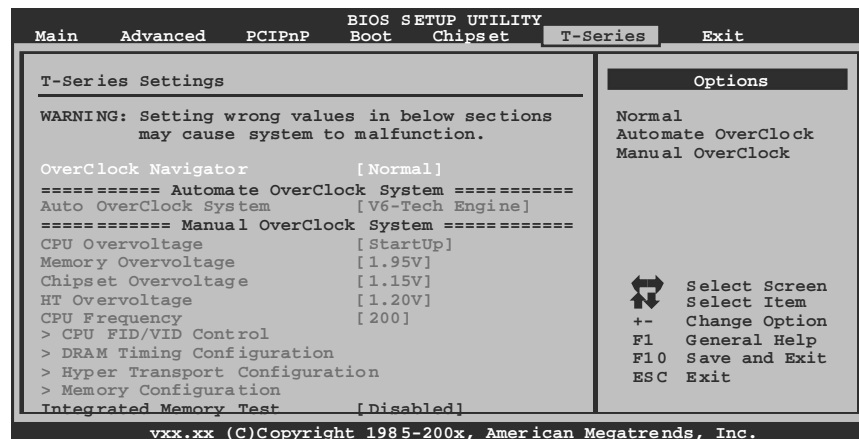 BIOS SETUP UTILITY
Main Advanced PCIPnP Boot Chipset T-Series Exit
T-Series Settings
WARNING: Setting wrong values in below sections
may cause system to malfunction.
OverClock Navigator [Normal]
=========== Automate OverClock System ===========
Auto OverClock System [V6-Tech Engine]
============ Manual OverClock System ============
CPU Overvoltage [StartUp]
Memory Overvoltage [1.95V]
Chipset Overvoltage [1.15V]
HT Overvoltage [1.20V]
CPU Frequency [200]
> CPU FID/VID Control
> DRAM Timing Configuration
> Hyper Transport Configuration
> Memory Configuration
Integrated Memory Test [Disabled]
Options
Normal
Automate OverClock
Manual OverClock
Select Screen
Select Item
+- Change Option
F1 General Help
F10 Save and Exit
ESC Exit
vxx.xx (C)Copyright 1985-200x, American Megatrends, Inc.